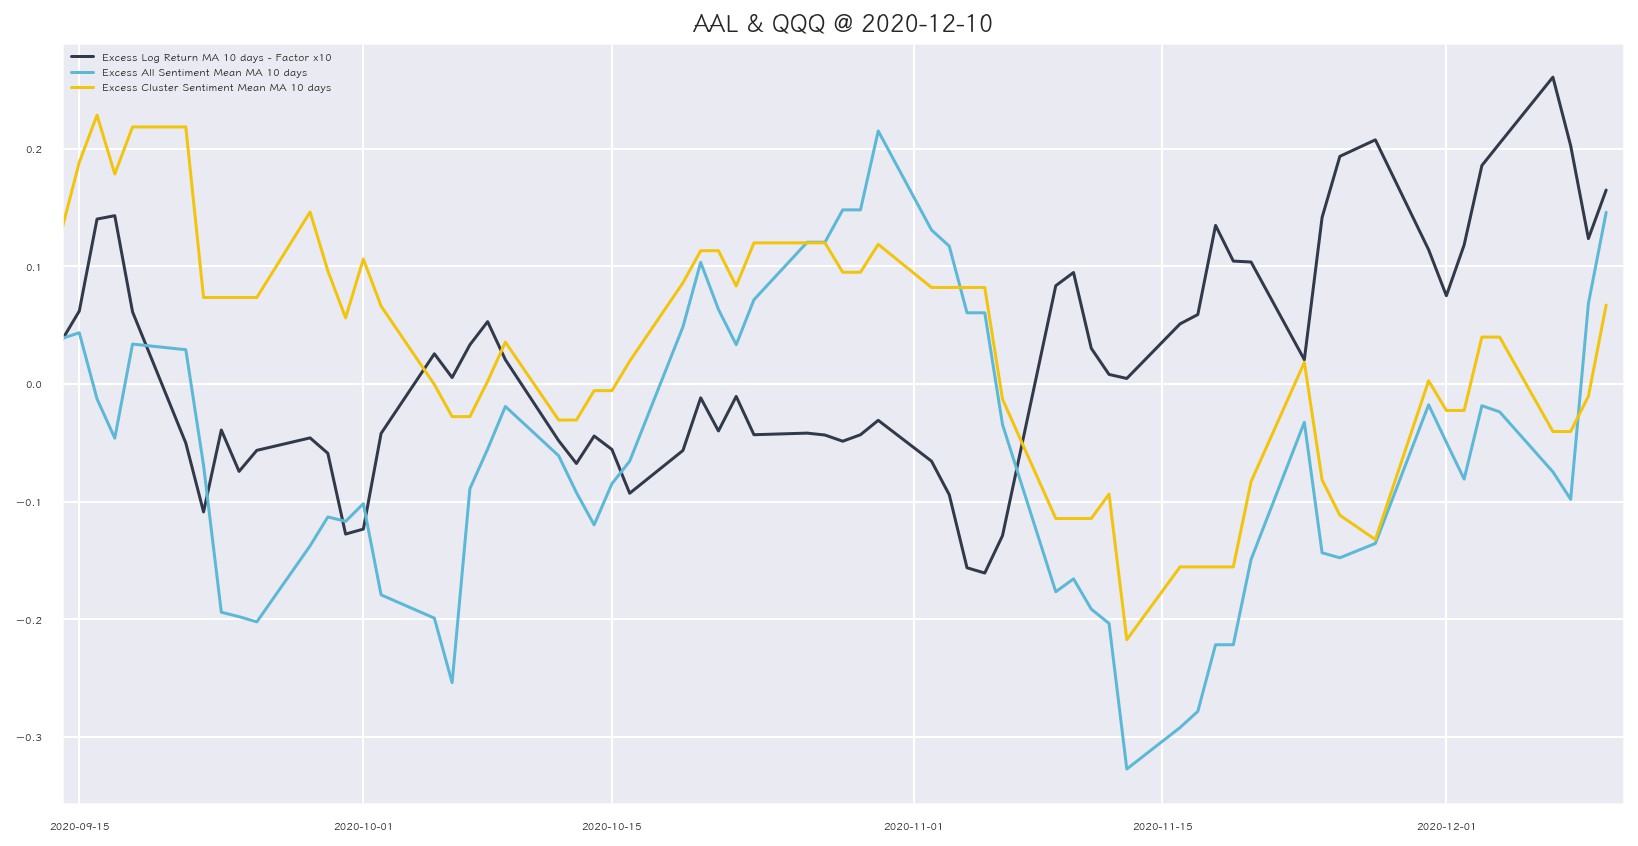 AAL & QQQ @ 2020-12-10
Excess Log Return MA 10 days - Factor x10
Excess All Sentiment Mean MA 10 days
Excess Cluster Sentiment Mean MA 10 days
0.2
0.1
0.0
−0.1
−0.2
−0.3
2020-09-15 2020-10-01 2020-10-15 2020-11-01 2020-11-15 2020-12-01